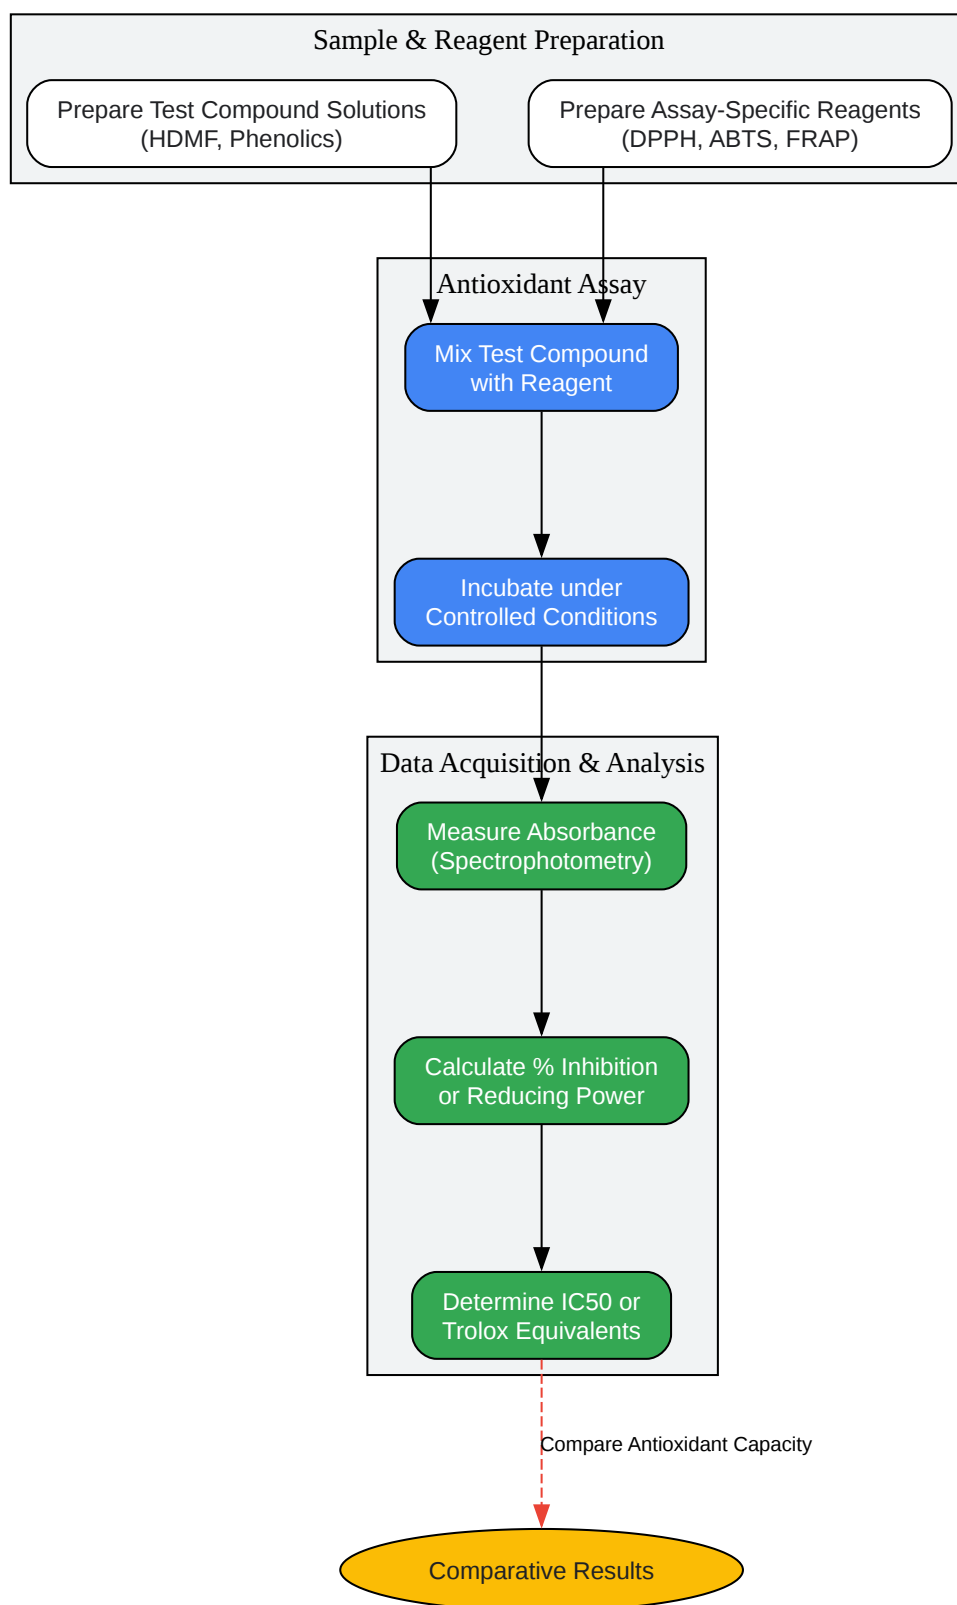 Sample & Reagent Preparation
Prepare Test Compound Solutions
(HDMF, Phenolics)
Prepare Assay-Specific Reagents
(DPPH, ABTS, FRAP)
Antioxidant Assay
Mix Test Compound
with Reagent
Incubate under
Controlled Conditions
Data Acquisition & Analysis
Measure Absorbance
(Spectrophotometry)
Calculate % Inhibition
or Reducing Power
Determine IC50 or
Trolox Equivalents
Compare Antioxidant Capacity
Comparative Results